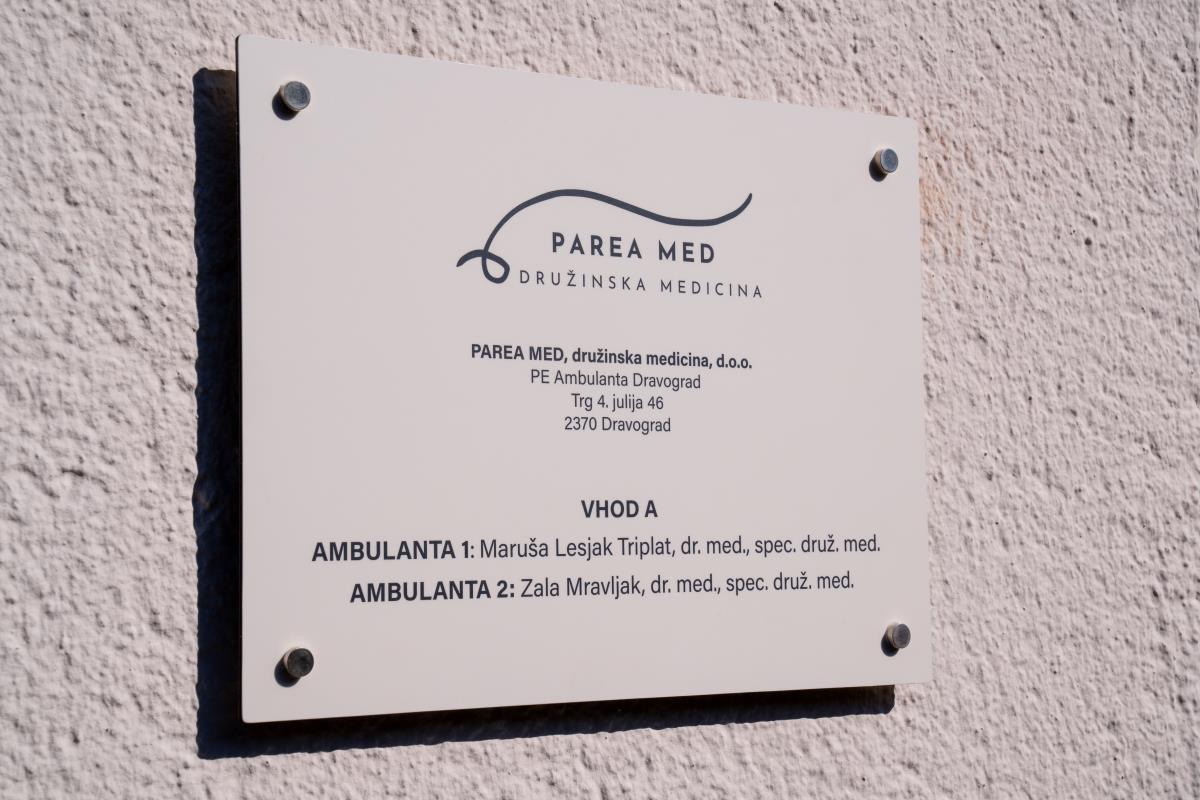 PAREA MED
DRUŽINSKA MEDICINA
PAREA MED, družinska medicina, d.o.o.
PE Ambulanta Dravograd
Trg 4. julija 46
2370 Dravograd
VHOD A
AMBULANTA 1: Maruša Lesjak Triplat, dr. med., spec. druž. med.
AMBULANTA 2: Zala Mravljak, dr. med., spec. druž. med.